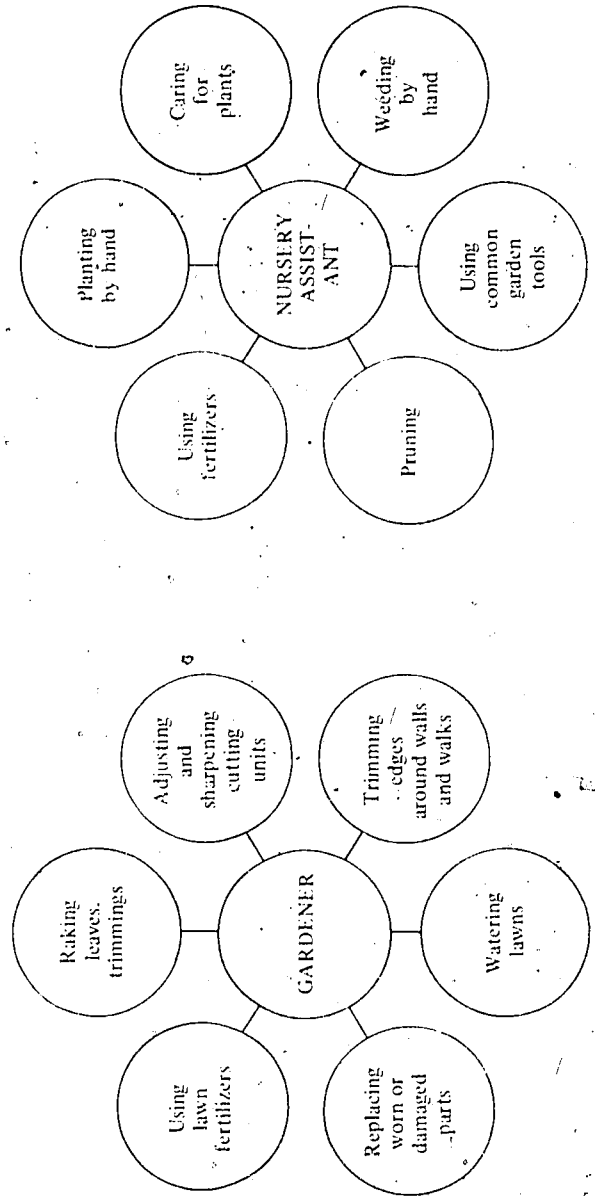 Raking
leaves,
trimmings
Using
lawn
fertilizers
Adjusting
and
sharpening
cutting
units
GARDENER
Replacing
worn or
damaged
parts
Trimming
edges
around walls
and walks
Watering
lawns
Planting
by hand
Using
fertilizers
Caring
for
plants
NURSERY
ASSIST-
ANT
Pruning
Weeding
by
hand
Using
common
garden
tools